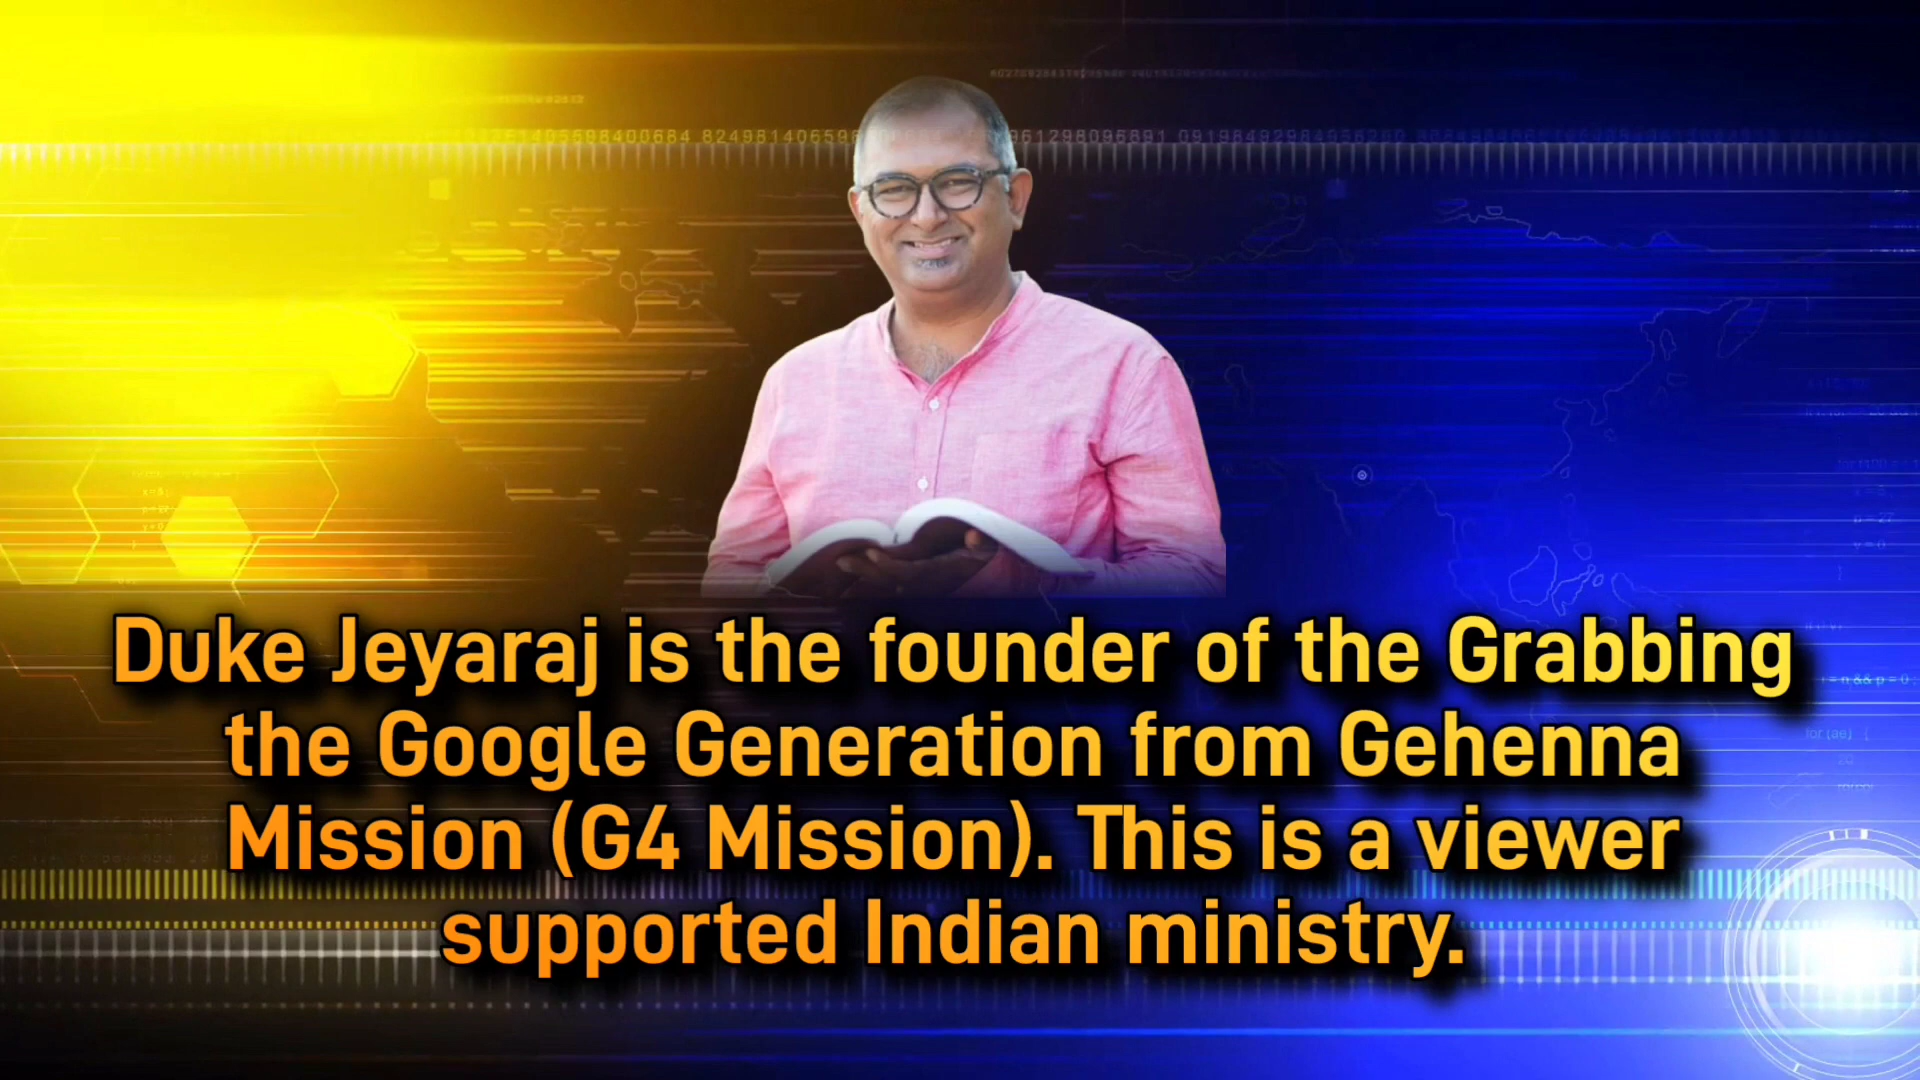 Duke Jeyaraj is the founder of the Grabbing
the Google Generation from Gehenna
Mission (G4 Mission). This is a viewer
supported Indian ministry.